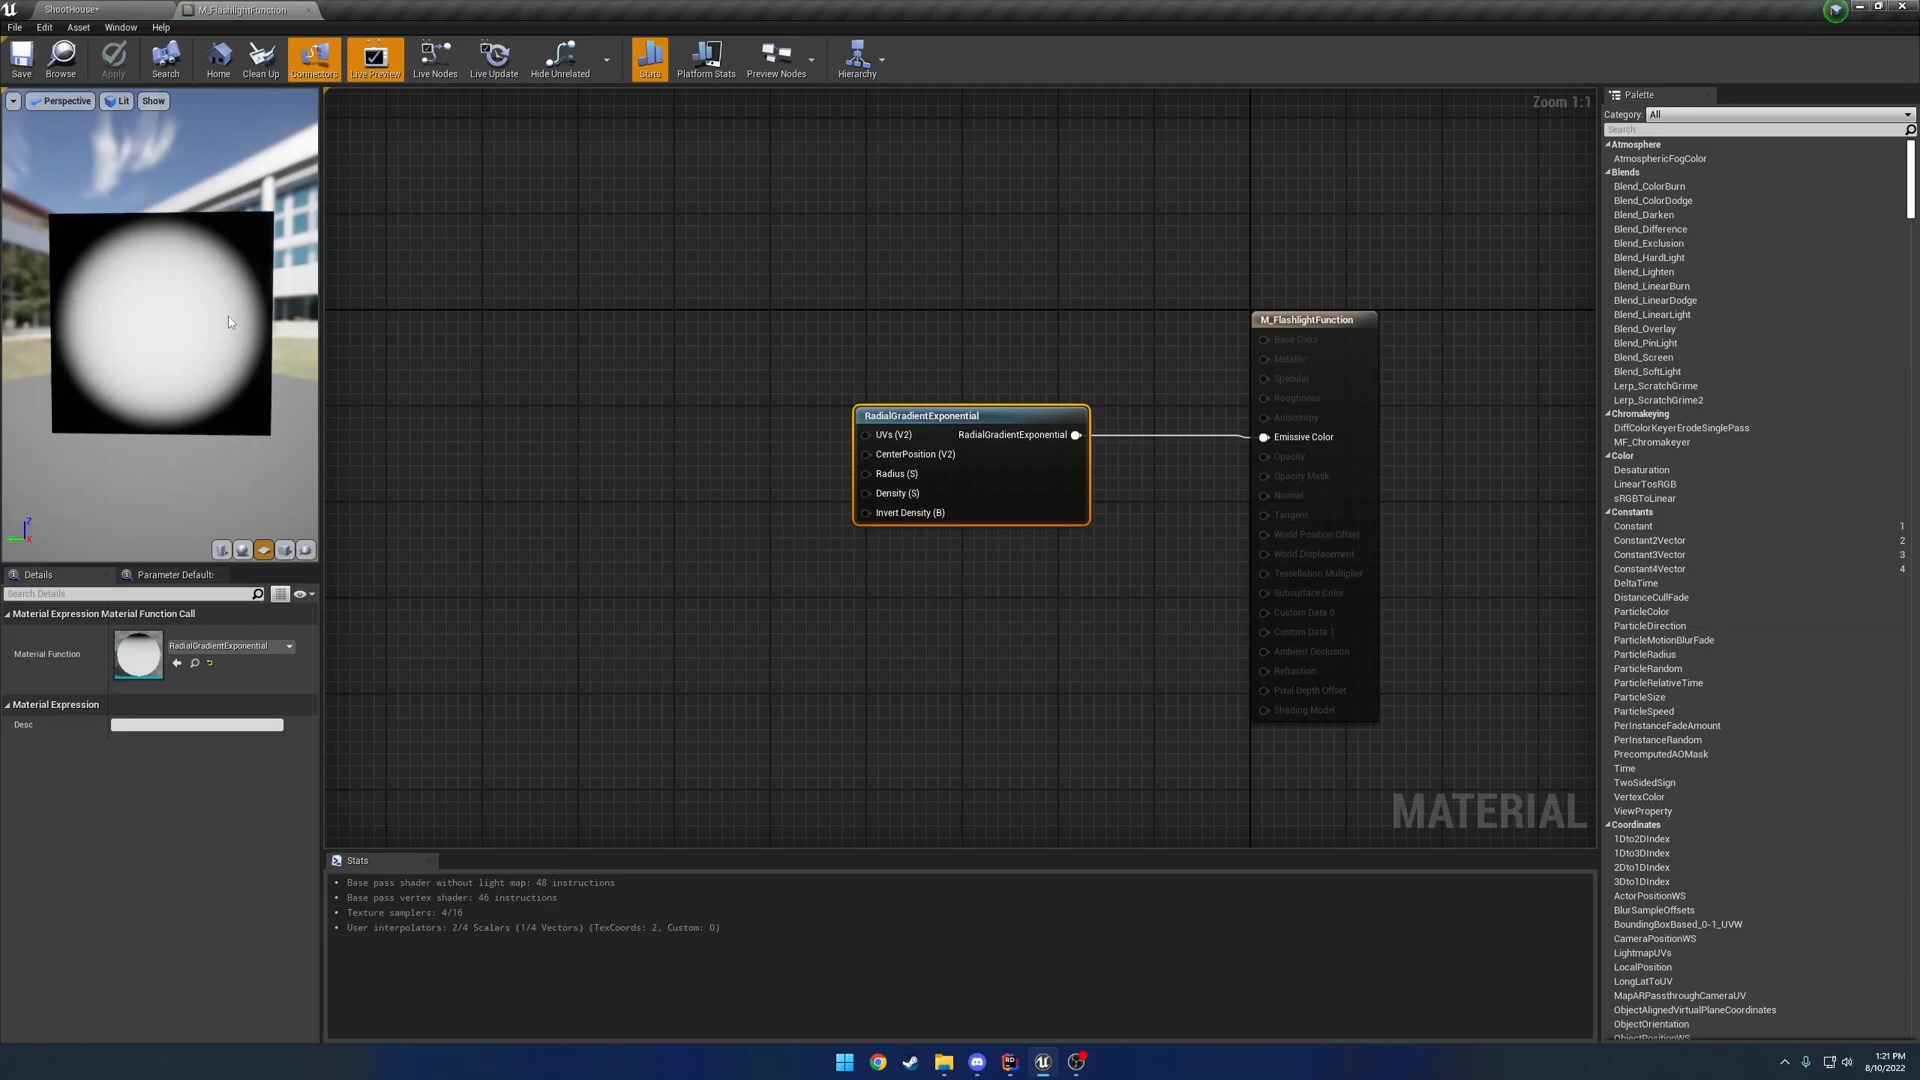 ShootHouse*
M_FlashlightFunction
File Edit Asset Window Help
Save Browse Apply Search Home Clean Up Connectors Live Preview Live Nodes Live Update Hide Unrelated Stats Platform Stats Preview Nodes Hierarchy
Perspective Lit Show
Zoom 1:1
M_FlashlightFunction
Base Color
Metallic
Specular
Roughness
Anisotropy
Emissive Color
Opacity
Opacity Mask
Normal
Tangent
World Position Offset
World Displacement
Tessellation Multiplier
Subsurface Color
Custom Data 0
Custom Data 1
Ambient Occlusion
Refraction
Pixel Depth Offset
Shading Model
RadialGradientExponential
UVs (V2) RadialGradientExponential
CenterPosition (V2)
Radius (S)
Density (S)
Invert Density (B)
MATERIAL
Z
X
Details Parameter Default
Search Details
Material Expression Material Function Call
Material Function RadialGradientExponential
Material Expression
Desc
Stats
Base pass shader without light map: 48 instructions
Base pass vertex shader: 46 instructions
Texture samplers: 4/16
User interpolators: 2/4 Scalars (1/4 Vectors) (TexCoords: 2, Custom: 0)
Palette
Category: All
Search
Atmosphere
AtmosphericFogColor
Blends
Blend_ColorBurn
Blend_ColorDodge
Blend_Darken
Blend_Difference
Blend_Exclusion
Blend_HardLight
Blend_Lighten
Blend_LinearBurn
Blend_LinearDodge
Blend_LinearLight
Blend_Overlay
Blend_PinLight
Blend_Screen
Blend_SoftLight
Lerp_ScratchGrime
Lerp_ScratchGrime2
Chromakeying
DiffColorKeyerErodeSinglePass
MF_Chromakeyer
Color
Desaturation
LinearTosRGB
sRGBToLinear
Constants
Constant 1
Constant2Vector 2
Constant3Vector 3
Constant4Vector 4
DeltaTime
DistanceCullFade
ParticleColor
ParticleDirection
ParticleMotionBlurFade
ParticleRadius
ParticleRandom
ParticleRelativeTime
ParticleSize
ParticleSpeed
PerInstanceFadeAmount
PerInstanceRandom
PrecomputedAOMask
Time
TwoSidedSign
VertexColor
ViewProperty
Coordinates
1Dto2DIndex
1Dto3DIndex
2Dto1DIndex
3Dto1DIndex
ActorPositionWS
BlurSampleOffsets
BoundingBoxBased_0-1_UVW
CameraPositionWS
LightmapUVs
LocalPosition
LongLatToUV
MapARPassthroughCameraUV
ObjectAlignedVirtualPlaneCoordinates
ObjectOrientation
ObjectPositionWS
1:21 PM
8/10/2022